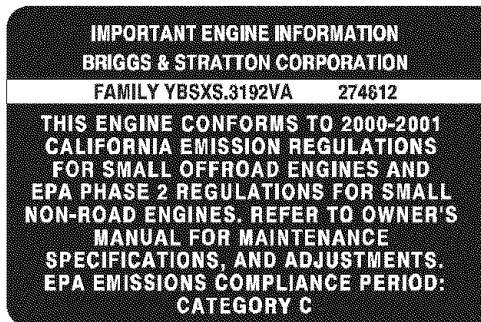 IMPORTANT ENGINE INFORMATION
BRIGGS & STRATTON CORPORATION
FAMILY YBSXS.3192VA 274812
THIS ENGINE CONFORMS TO 2000-2001
CALIFORNIA EMISSION REGULATIONS
FOR SMALL OFFROAD ENGINES AND
EPA PHASE 2 REGULATIONS FOR SMALL
NON-ROAD ENGINES. REFER TO OWNER'S
MANUAL FOR MAINTENANCE
SPECIFICATIONS, AND ADJUSTMENTS.
EPA EMISSIONS COMPLIANCE PERIOD:
CATEGORY C